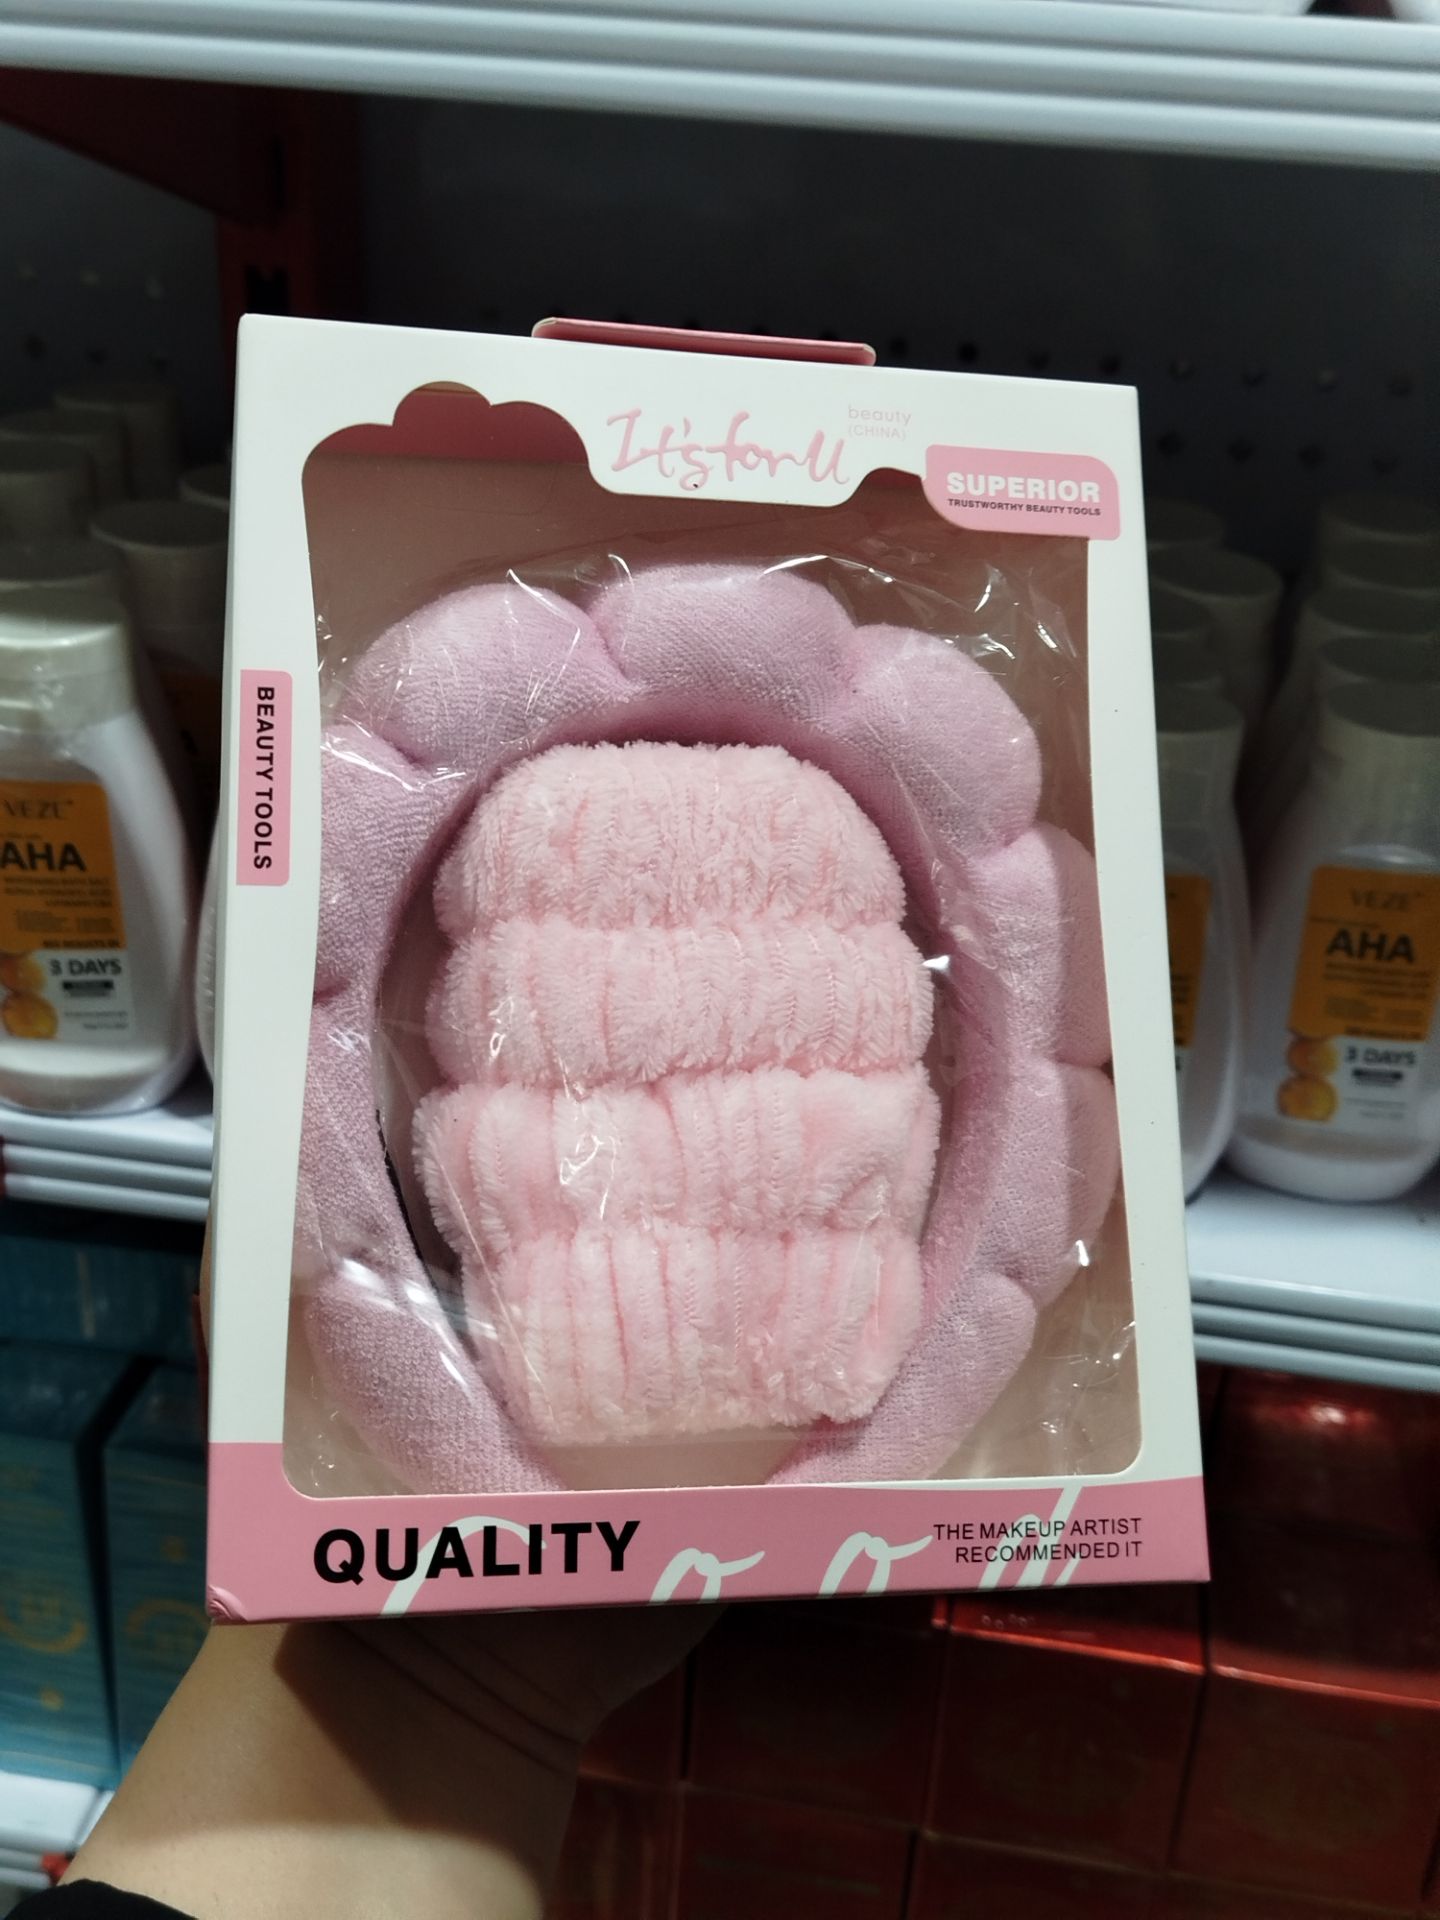 It's for U
beauty
(CHINA)
SUPERIOR
TRUSTWORTHY BEAUTY TOOLS
BEAUTY TOOLS
QUALITY
Good
THE MAKEUP ARTIST
RECOMMENDED IT
VEZE
AHA
3 DAYS
VEZE
AHA
3 DAYS